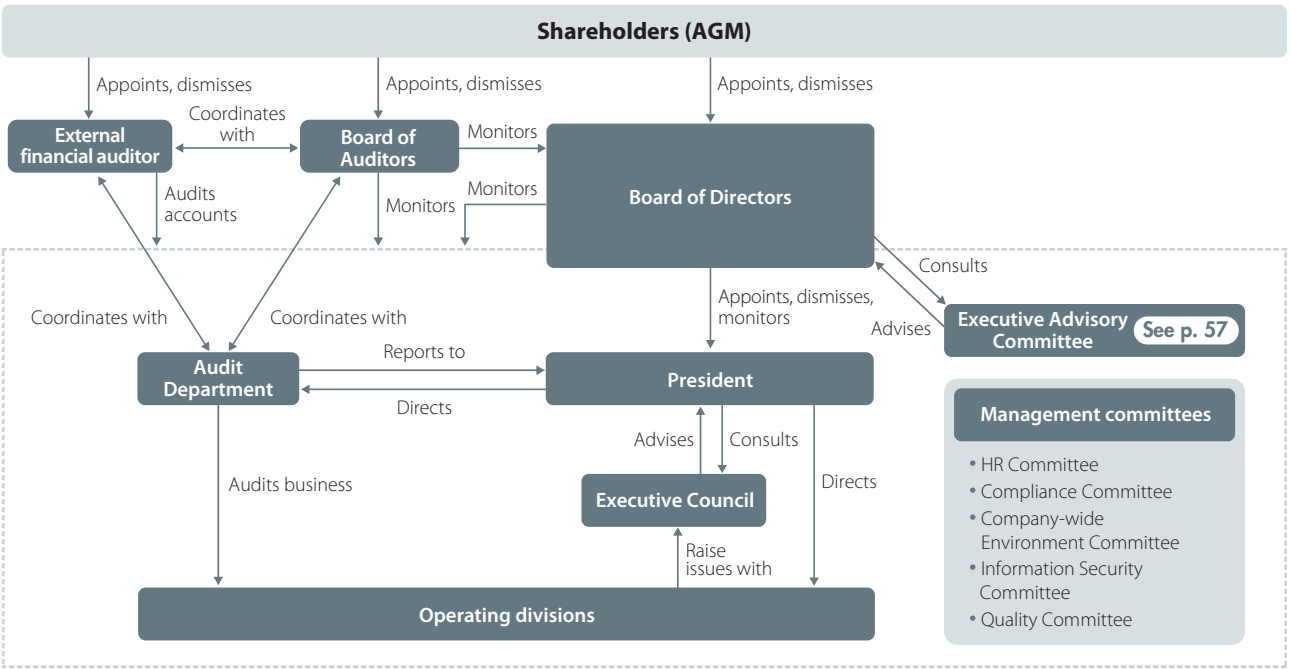 Shareholders (AGM)
Appoints, dismisses
Appoints, dismisses
Appoints, dismisses
External
financial auditor
Coordinates
with
Board of
Auditors
Monitors
Board of Directors
Audits
accounts
Monitors
Monitors
Consults
Advises
Executive Advisory
Committee
See p. 57
Coordinates with
Coordinates with
Appoints, dismisses,
monitors
Audit
Department
Reports to
Directs
President
Advises
Consults
Directs
Audits business
Executive Council
Raise
issues with
Operating divisions
Management committees
• HR Committee
• Compliance Committee
• Company-wide
Environment Committee
• Information Security
Committee
• Quality Committee